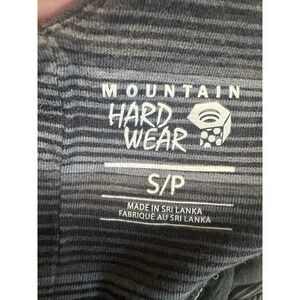 MOUNTAIN
HARD
WEAR
S/P
MADE IN SRI LANKA
FABRIQUÉ AU SRI LANKA